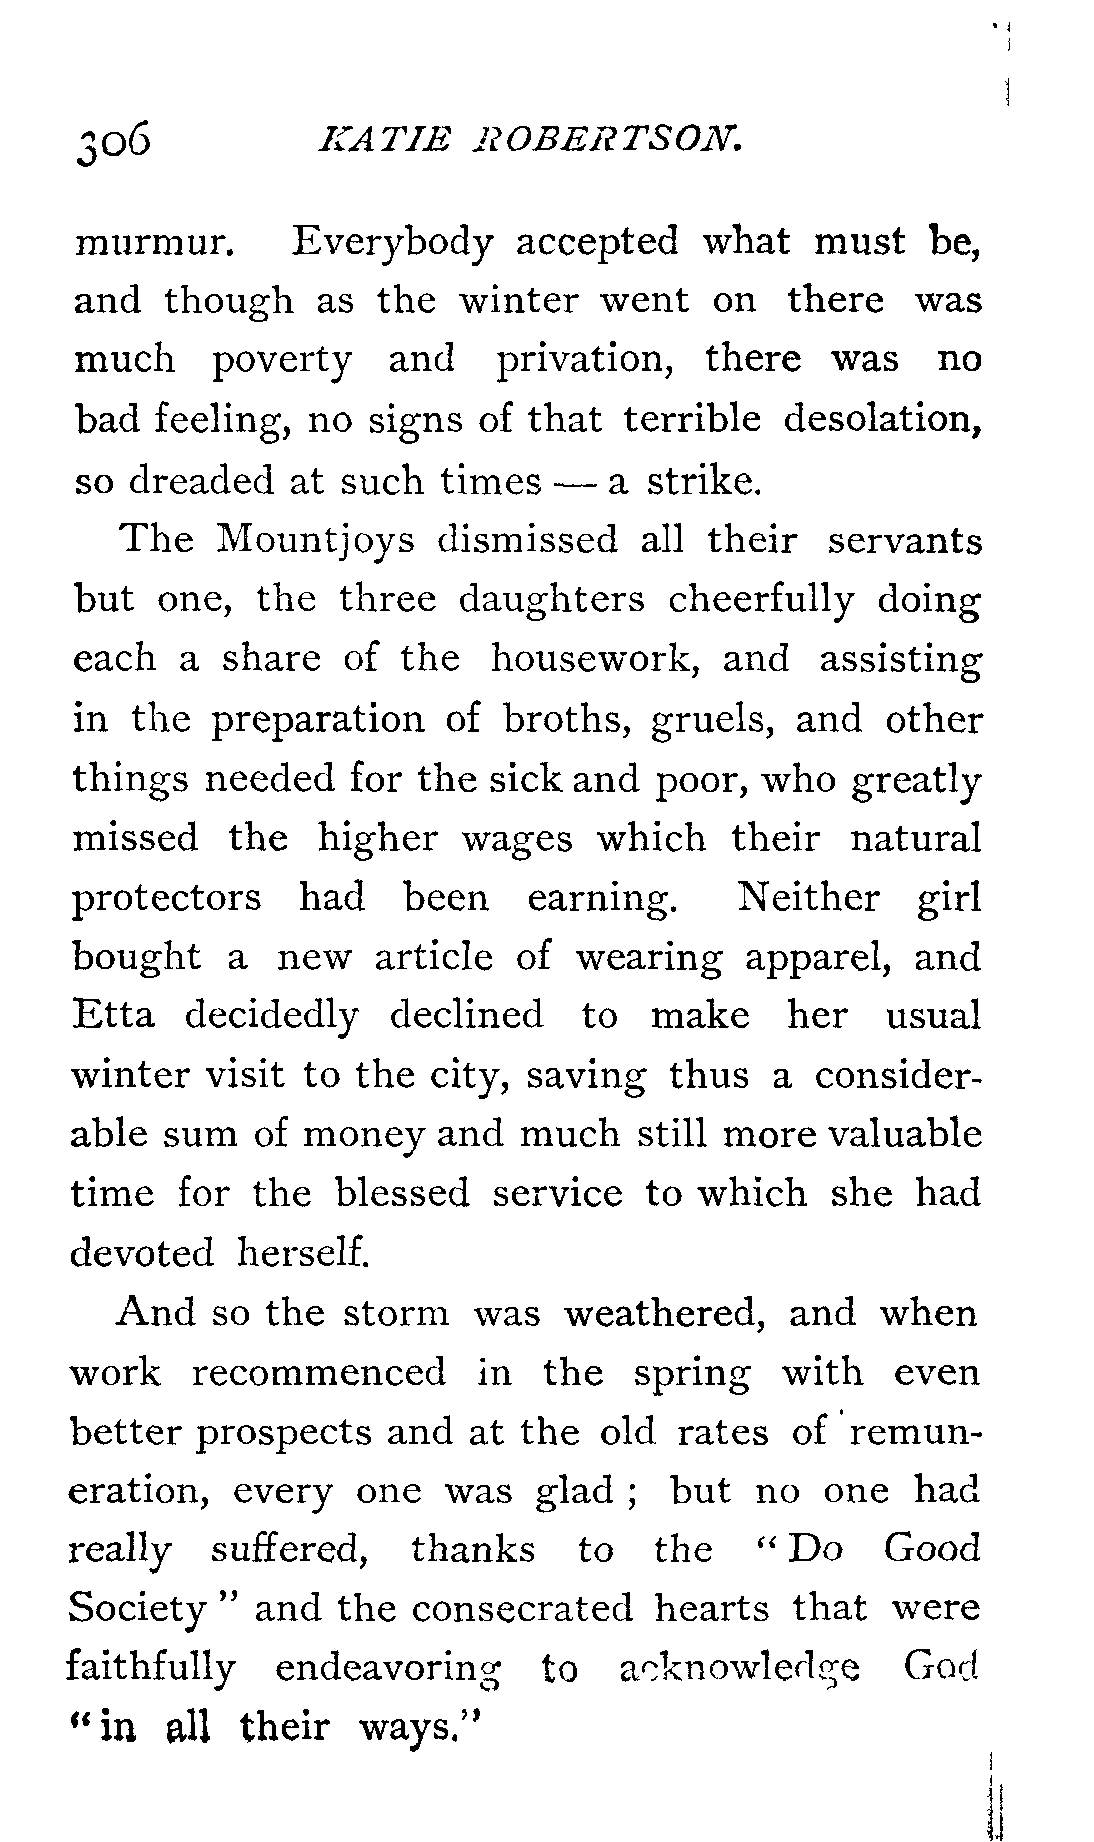 306 KATIE ROBERTSON.
murmur. Everybody accepted what must be,
and though as the winter went on there was
much poverty and privation, there was no
bad feeling, no signs of that terrible desolation,
so dreaded at such times — a strike.
The Mountjoys dismissed all their servants
but one, the three daughters cheerfully doing
each a share of the housework, and assisting
in the preparation of broths, gruels, and other
things needed for the sick and poor, who greatly
missed the higher wages which their natural
protectors had been earning. Neither girl
bought a new article of wearing apparel, and
Etta decidedly declined to make her usual
winter visit to the city, saving thus a consider-
able sum of money and much still more valuable
time for the blessed service to which she had
devoted herself.
And so the storm was weathered, and when
work recommenced in the spring with even
better prospects and at the old rates of remun-
eration, every one was glad ; but no one had
really suffered, thanks to the " Do Good
Society " and the consecrated hearts that were
faithfully endeavoring to acknowledge God
" in all their ways."